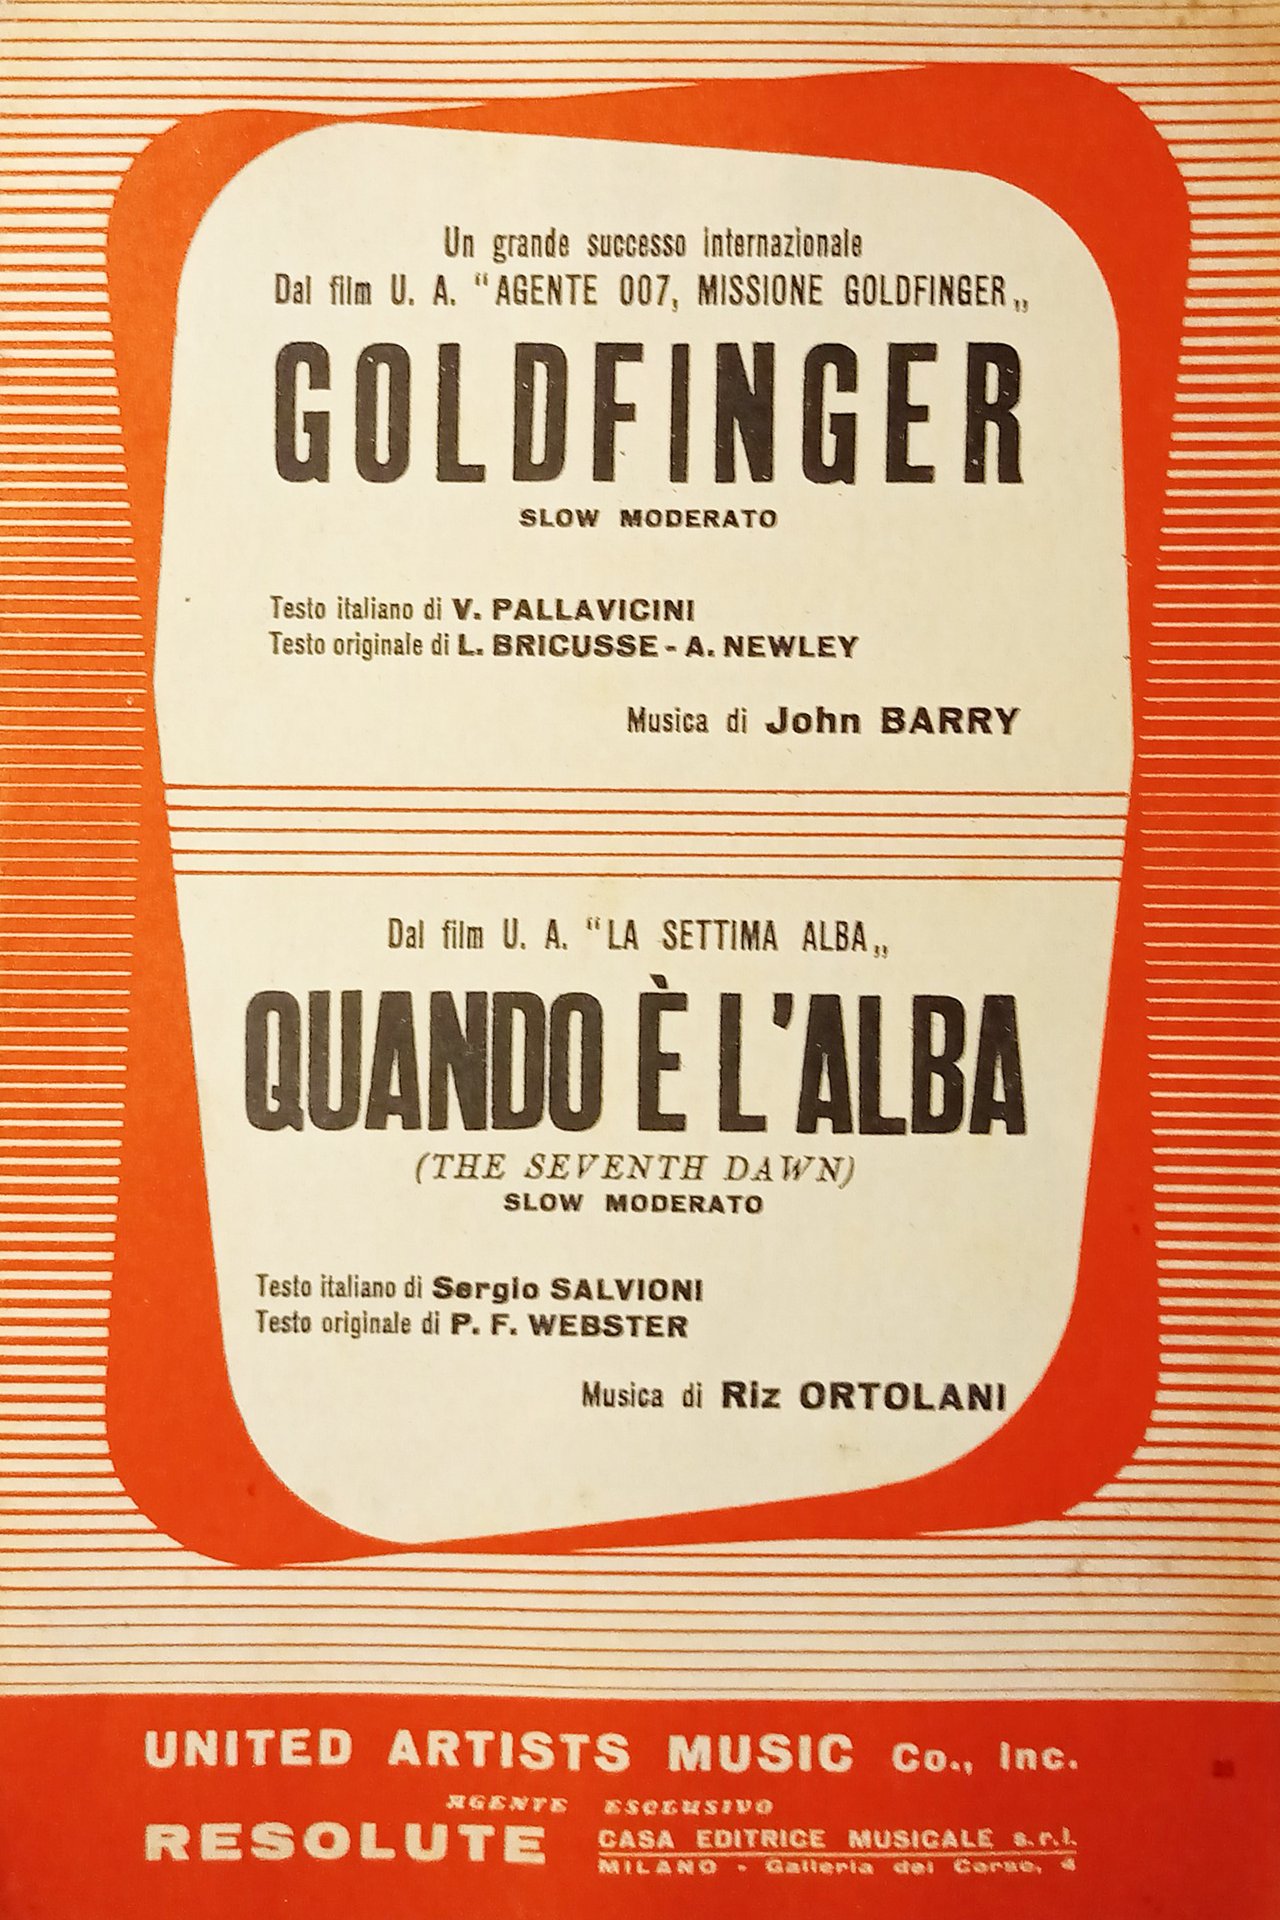 Un grande successo internazionale
Dal film U. A. “AGENTE 007, MISSIONE GOLDFINGER„
GOLDFINGER
SLOW MODERATO
Testo italiano di V. PALLAVICINI
Testo originale di L. BRICUSSE - A. NEWLEY
Musica di John BARRY
Dal film U. A. “LA SETTIMA ALBA„
QUANDO È L'ALBA
(THE SEVENTH DAWN)
SLOW MODERATO
Testo italiano di Sergio SALVIONI
Testo originale di P. F. WEBSTER
Musica di Riz ORTOLANI
UNITED ARTISTS MUSIC Co., Inc.
AGENTE ESCLUSIVO
RESOLUTE CASA EDITRICE MUSICALE s.r.l.
MILANO - Galleria del Corso, 4